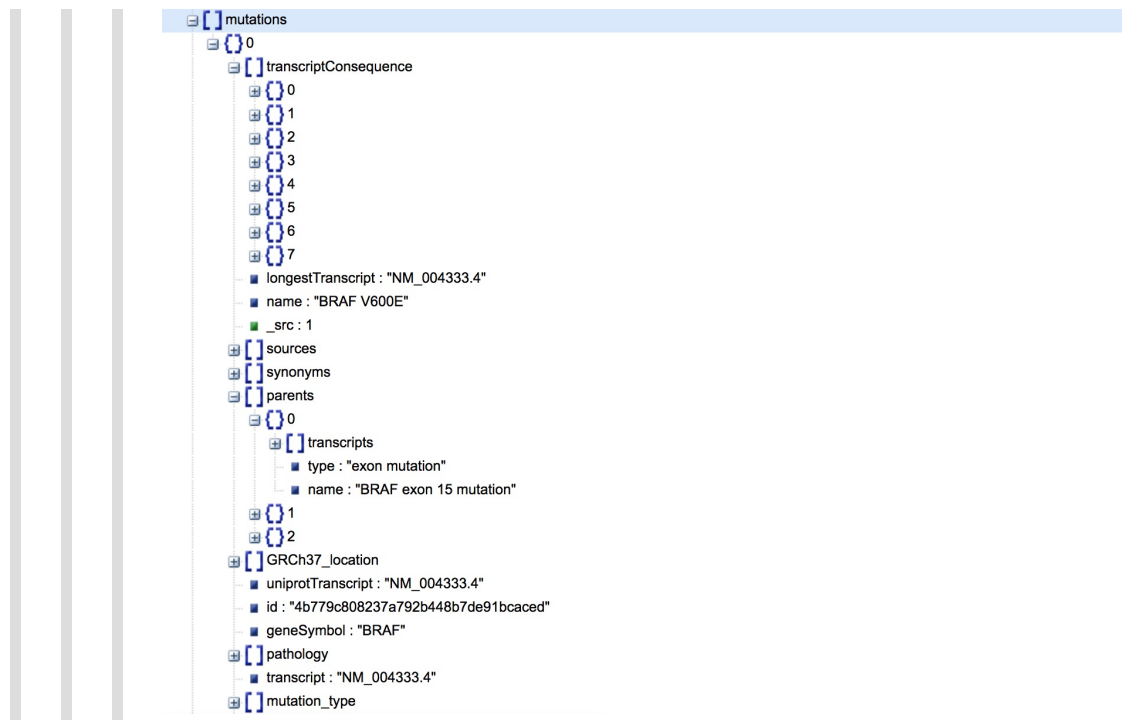 mutations
0
transcriptConsequence
0
1
2
3
4
5
6
7
longestTranscript : "NM_004333.4"
name : "BRAF V600E"
_src : 1
sources
synonyms
parents
0
transcripts
type : "exon mutation"
name : "BRAF exon 15 mutation"
1
2
GRCh37_location
uniprotTranscript : "NM_004333.4"
id : "4b779c808237a792b448b7de91bcaced"
geneSymbol : "BRAF"
pathology
transcript : "NM_004333.4"
mutation_type